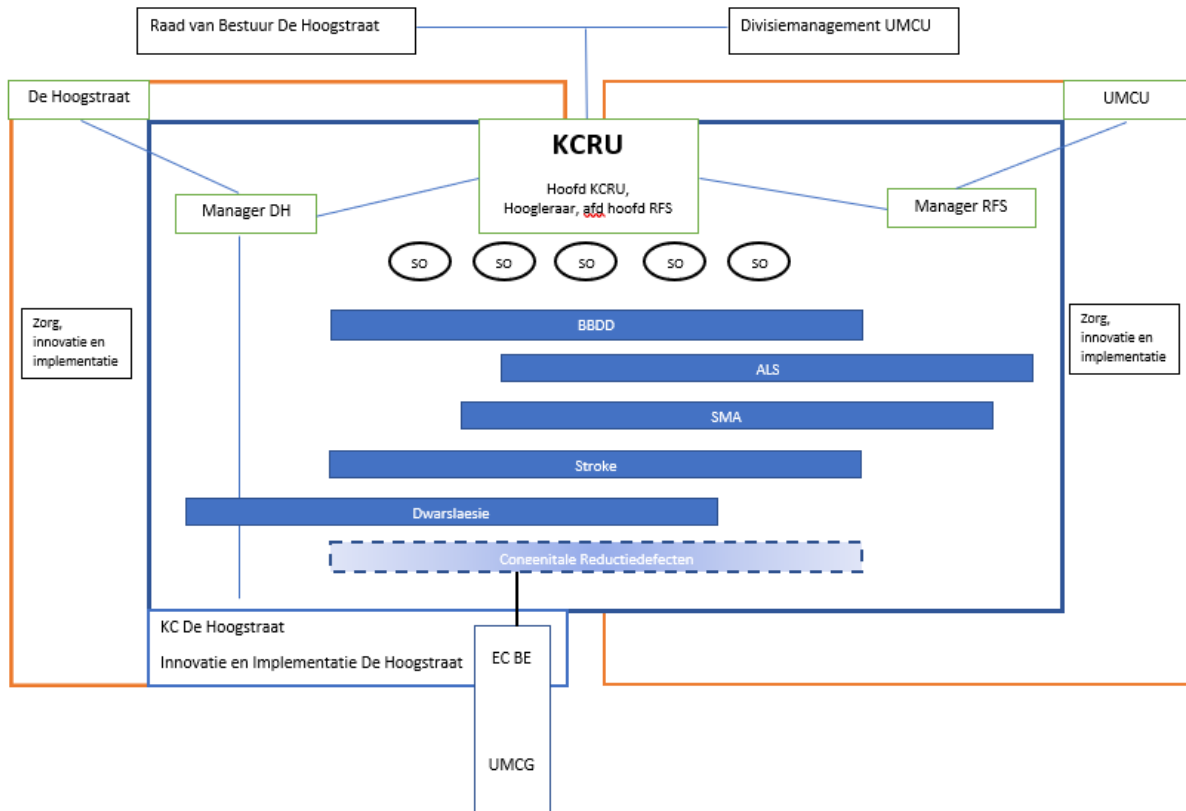 Raad van Bestuur De Hoogstraat
Divisiemanagement UMCU
De Hoogstraat
UMCU
KCRU
Hoofd KCRU,
Hoogleraar, afd hoofd RFS
Manager DH
Manager RFS
so
so
so
so
so
Zorg,
innovatie en
implementatie
Zorg,
innovatie en
implementatie
BBDD
ALS
SMA
Stroke
Dwarslaesie
Congenitale Reductiedefecten
KC De Hoogstraat
Innovatie en Implementatie De Hoogstraat
EC BE
UMCG